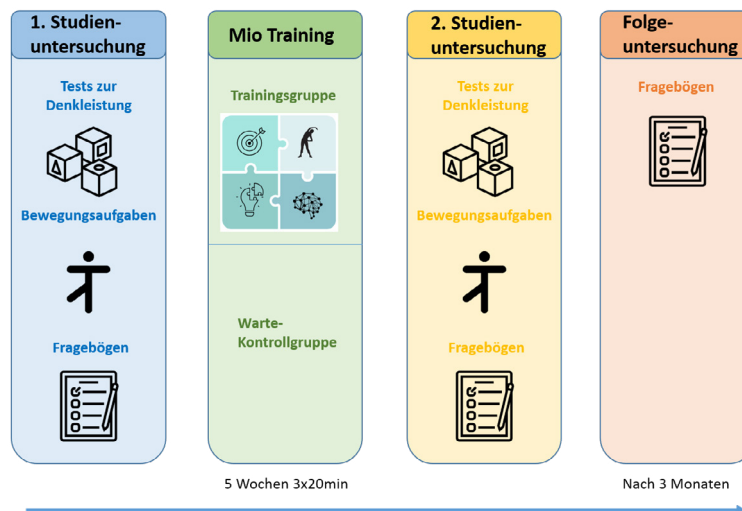 1. Studien-
untersuchung
Tests zur
Denkleistung
Bewegungsaufgaben
Fragebögen
Mio Training
Trainingsgruppe
Warte-
Kontrollgruppe
5 Wochen 3x20min
2. Studien-
untersuchung
Tests zur
Denkleistung
Bewegungsaufgaben
Fragebögen
Folge-
untersuchung
Fragebögen
Nach 3 Monaten